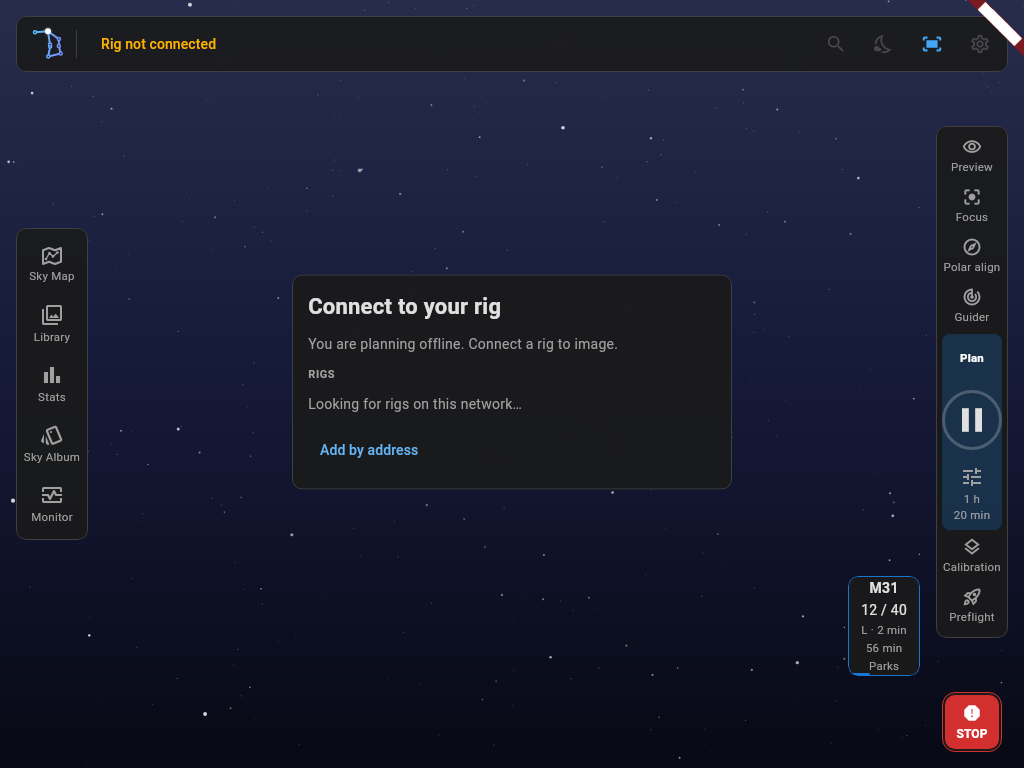 Rig not connected
Preview
Focus
Polar align
Guider
Plan
1 h
20 min
Calibration
Preflight
Sky Map
Library
Stats
Sky Album
Monitor
Connect to your rig
You are planning offline. Connect a rig to image.
RIGS
Looking for rigs on this network…
Add by address
M31
12 / 40
L · 2 min
56 min
Parks
STOP